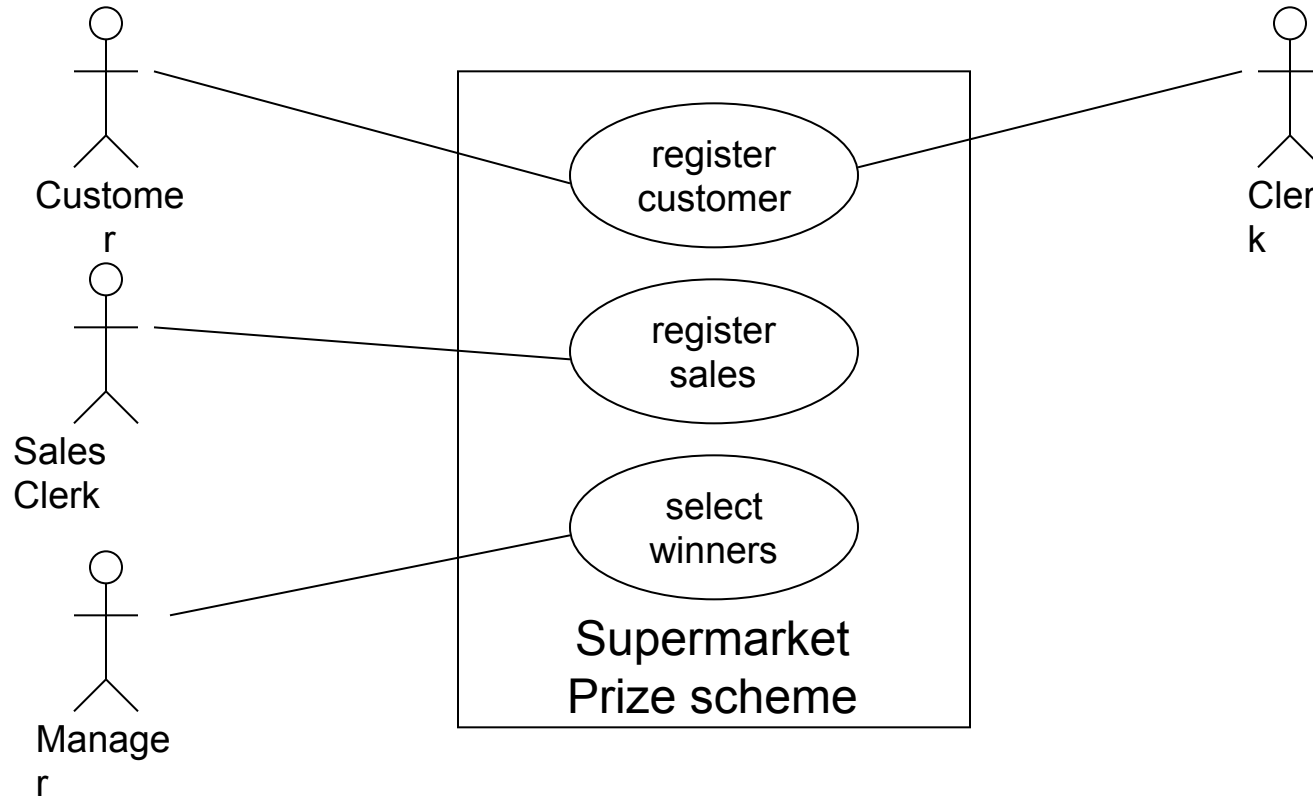 Custome
r
register
customer
Cler
k
Sales
Clerk
register
sales
select
winners
Manage
r
Supermarket
Prize scheme